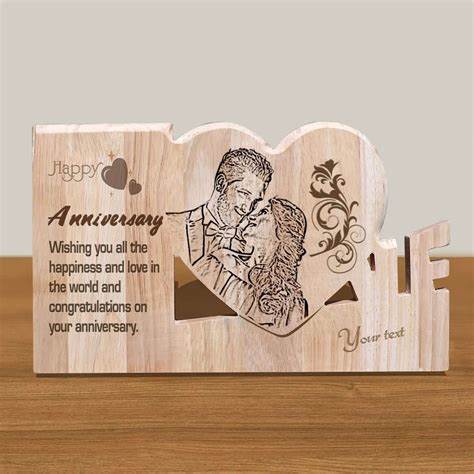 Happy
Anniversary
Wishing you all the
happiness and love in
the world and
congratulations on
your anniversary.
Your text